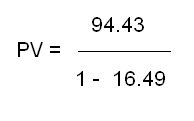 94.43
PV =
1 - 16.49